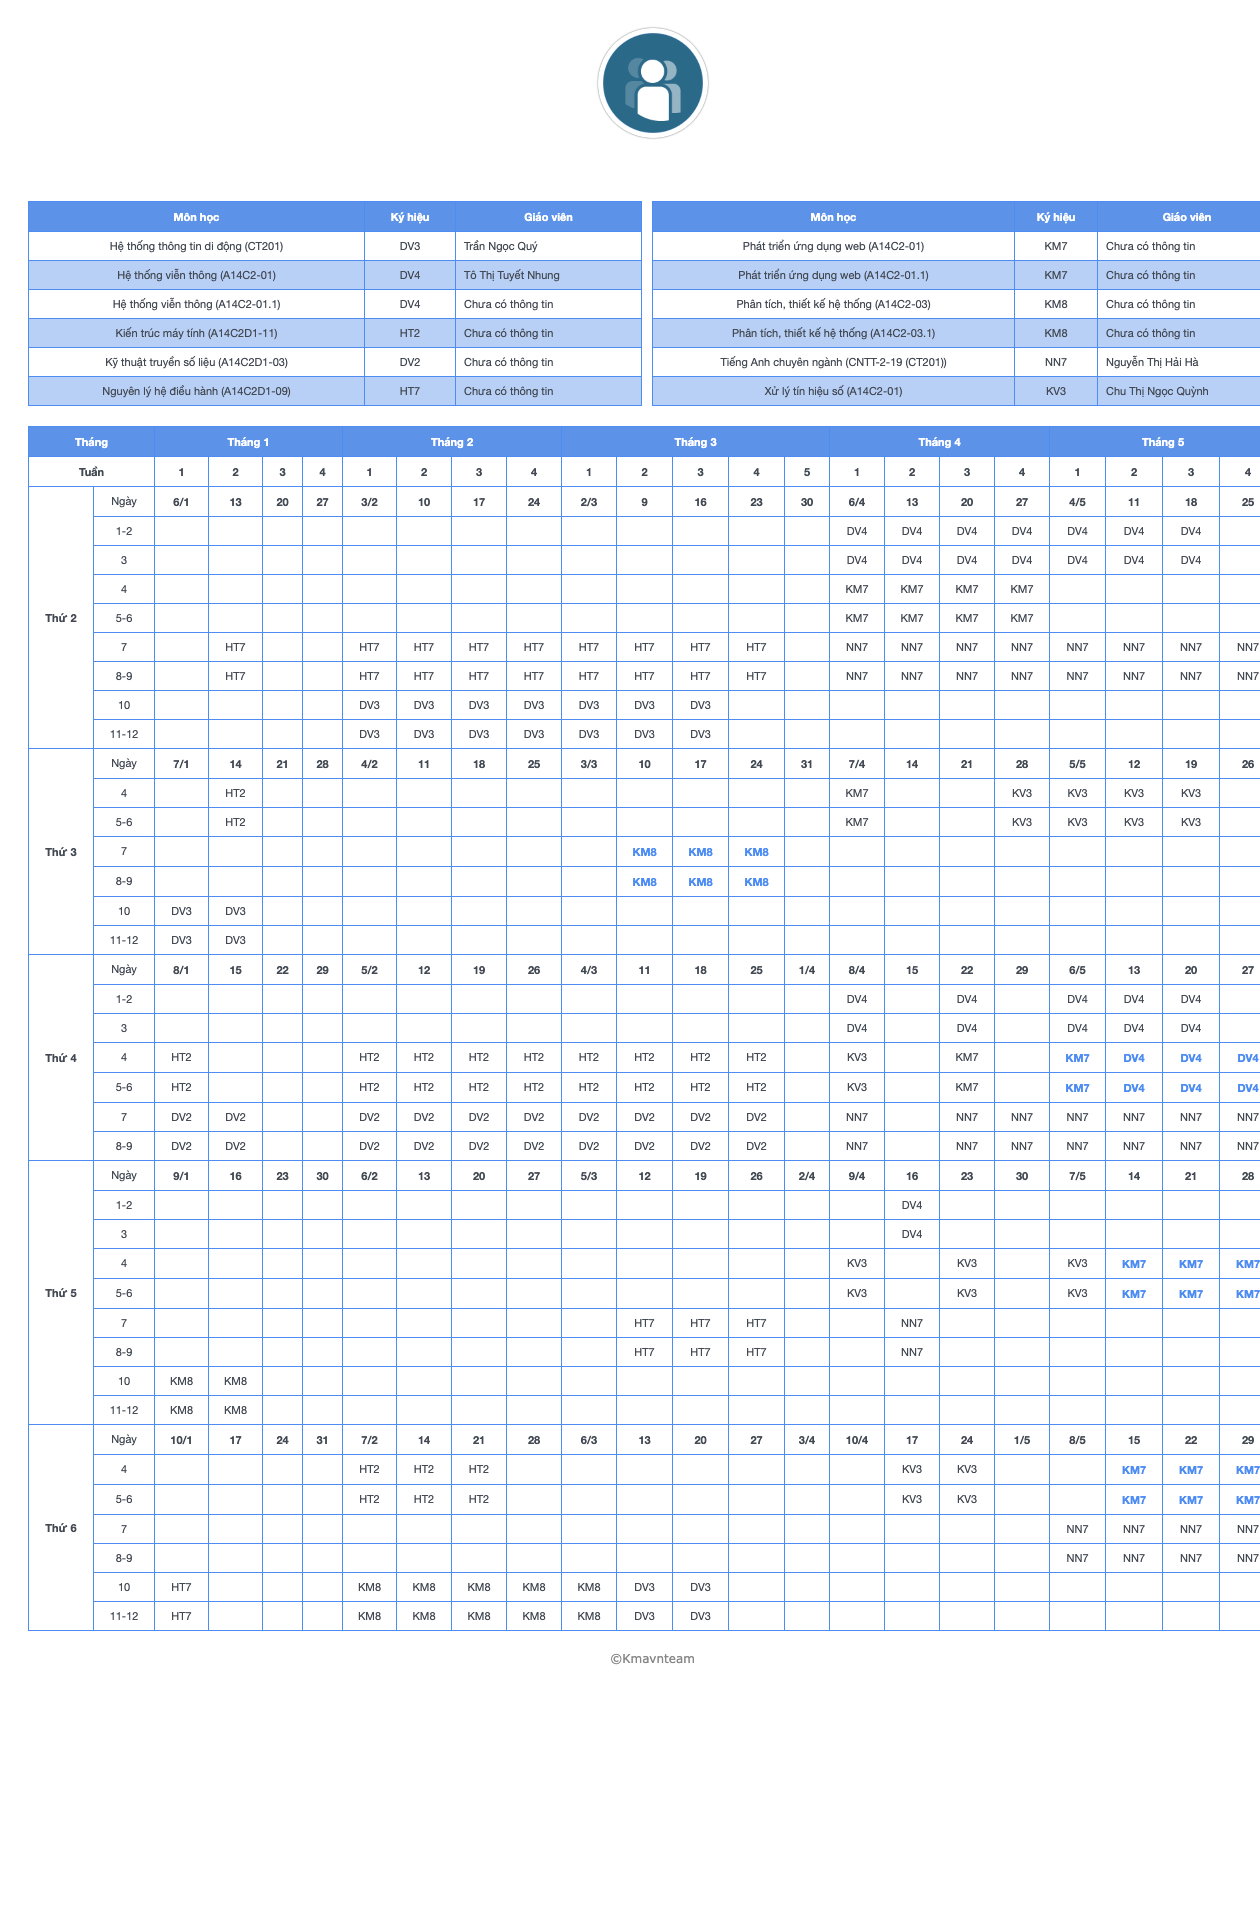 Môn học Ký hiệu Giáo viên
Hệ thống thông tin di động (CT201) DV3 Trần Ngọc Quý
Hệ thống viễn thông (A14C2-01) DV4 Tô Thị Tuyết Nhung
Hệ thống viễn thông (A14C2-01.1) DV4 Chưa có thông tin
Kiến trúc máy tính (A14C2D1-11) HT2 Chưa có thông tin
Kỹ thuật truyền số liệu (A14C2D1-03) DV2 Chưa có thông tin
Nguyên lý hệ điều hành (A14C2D1-09) HT7 Chưa có thông tin
Môn học Ký hiệu Giáo viên
Phát triển ứng dụng web (A14C2-01) KM7 Chưa có thông tin
Phát triển ứng dụng web (A14C2-01.1) KM7 Chưa có thông tin
Phân tích, thiết kế hệ thống (A14C2-03) KM8 Chưa có thông tin
Phân tích, thiết kế hệ thống (A14C2-03.1) KM8 Chưa có thông tin
Tiếng Anh chuyên ngành (CNTT-2-19 (CT201)) NN7 Nguyễn Thị Hải Hà
Xử lý tín hiệu số (A14C2-01) KV3 Chu Thị Ngọc Quỳnh
Tháng Tháng 1 Tháng 2 Tháng 3 Tháng 4 Tháng 5
Tuần 1 2 3 4 1 2 3 4 1 2 3 4 5 1 2 3 4 1 2 3 4
Thứ 2
Ngày 6/1 13 20 27 3/2 10 17 24 2/3 9 16 23 30 6/4 13 20 27 4/5 11 18 25
1-2 DV4 DV4 DV4 DV4 DV4 DV4 DV4
3 DV4 DV4 DV4 DV4 DV4 DV4 DV4
4 KM7 KM7 KM7 KM7
5-6 KM7 KM7 KM7 KM7
7 HT7 HT7 HT7 HT7 HT7 HT7 HT7 HT7 HT7 NN7 NN7 NN7 NN7 NN7 NN7 NN7 NN7
8-9 HT7 HT7 HT7 HT7 HT7 HT7 HT7 HT7 HT7 NN7 NN7 NN7 NN7 NN7 NN7 NN7 NN7
10 DV3 DV3 DV3 DV3 DV3 DV3 DV3
11-12 DV3 DV3 DV3 DV3 DV3 DV3 DV3
Thứ 3
Ngày 7/1 14 21 28 4/2 11 18 25 3/3 10 17 24 31 7/4 14 21 28 5/5 12 19 26
4 HT2 KM7 KV3 KV3 KV3 KV3
5-6 HT2 KM7 KV3 KV3 KV3 KV3
7 KM8 KM8 KM8
8-9 KM8 KM8 KM8
10 DV3 DV3
11-12 DV3 DV3
Thứ 4
Ngày 8/1 15 22 29 5/2 12 19 26 4/3 11 18 25 1/4 8/4 15 22 29 6/5 13 20 27
1-2 DV4 DV4 DV4 DV4 DV4
3 DV4 DV4 DV4 DV4 DV4
4 HT2 HT2 HT2 HT2 HT2 HT2 HT2 HT2 HT2 KV3 KM7 KM7 DV4 DV4 DV4
5-6 HT2 HT2 HT2 HT2 HT2 HT2 HT2 HT2 HT2 KV3 KM7 KM7 DV4 DV4 DV4
7 DV2 DV2 DV2 DV2 DV2 DV2 DV2 DV2 DV2 DV2 NN7 NN7 NN7 NN7 NN7 NN7 NN7
8-9 DV2 DV2 DV2 DV2 DV2 DV2 DV2 DV2 DV2 DV2 NN7 NN7 NN7 NN7 NN7 NN7 NN7
Thứ 5
Ngày 9/1 16 23 30 6/2 13 20 27 5/3 12 19 26 2/4 9/4 16 23 30 7/5 14 21 28
1-2 DV4
3 DV4
4 KV3 KV3 KV3 KM7 KM7 KM7
5-6 KV3 KV3 KV3 KM7 KM7 KM7
7 HT7 HT7 HT7 NN7
8-9 HT7 HT7 HT7 NN7
10 KM8 KM8
11-12 KM8 KM8
Thứ 6
Ngày 10/1 17 24 31 7/2 14 21 28 6/3 13 20 27 3/4 10/4 17 24 1/5 8/5 15 22 29
4 HT2 HT2 HT2 KV3 KV3 KM7 KM7 KM7
5-6 HT2 HT2 HT2 KV3 KV3 KM7 KM7 KM7
7 NN7 NN7 NN7 NN7
8-9 NN7 NN7 NN7 NN7
10 HT7 KM8 KM8 KM8 KM8 KM8 DV3 DV3
11-12 HT7 KM8 KM8 KM8 KM8 KM8 DV3 DV3
©Kmavnteam